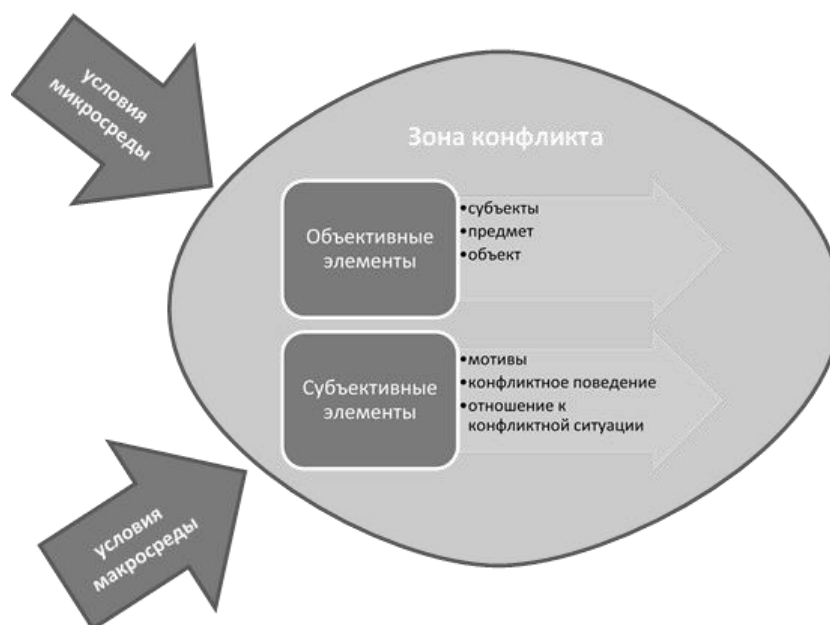 условия
микросреды
Зона конфликта
Объективные
элементы
•субъекты
•предмет
•объект
Субъективные
элементы
•мотивы
•конфликтное поведение
•отношение к
конфликтной ситуации
условия
макросреды